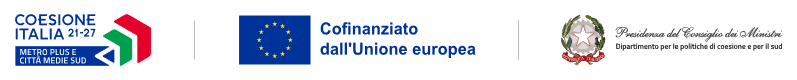 COESIONE
ITALIA 21-27
METRO PLUS E
CITTÀ MEDIE SUD
Cofinanziato
dall'Unione europea
Presidenza del Consiglio dei Ministri
Dipartimento per le politiche di coesione e per il sud